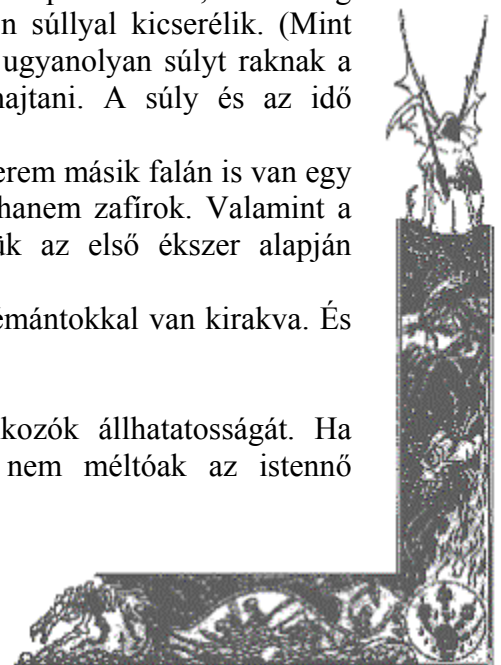 n súllyal kicserélik. (Mint
ugyanolyan súlyt raknak a
hajtani. A súly és az idő
erem másik falán is van egy
hanem zafírok. Valamint a
ük az első ékszer alapján
émántokkal van kirakva. És
kozók állhatatosságát. Ha
nem méltóak az istennő